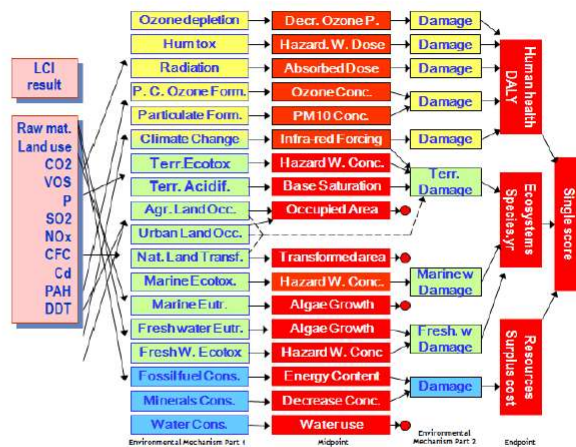 LCI
result
Raw mat.
Land use
CO2
VOS
P
SO2
NOx
CFC
Cd
PAH
DDT
Ozone depletion
Hum tox
Radiation
P. C. Ozone Form.
Particulate Form.
Climate Change
Terr. Ecotox
Terr. Acidif.
Agr. Land Occ.
Urban Land Occ.
Nat. Land Transf.
Marine Ecotox.
Marine Eutr.
Fresh water Eutr.
Fresh W. Ecotox
Fossil fuel Cons.
Minerals Cons.
Water Cons.
Environmental Mechanism Part 1
Decr. Ozone P.
Hazard. W. Dose
Absorbed Dose
Ozone Conc.
PM10 Conc.
Infra-red Forcing
Hazard W. Conc.
Base Saturation
Occupied Area
Transformed area
Hazard W. Conc.
Algae Growth
Algae Growth
Hazard W. Conc
Energy Content
Decrease Conc.
Water use
Midpoint
Damage
Damage
Damage
Damage
Damage
Terr.
Damage
Marine w
Damage
Fresh. w
Damage
Damage
Environmental
Mechanism Part 2
Human health
DALY
Ecosystems
Species.yr
Resources
Surplus cost
Endpoint
Single score